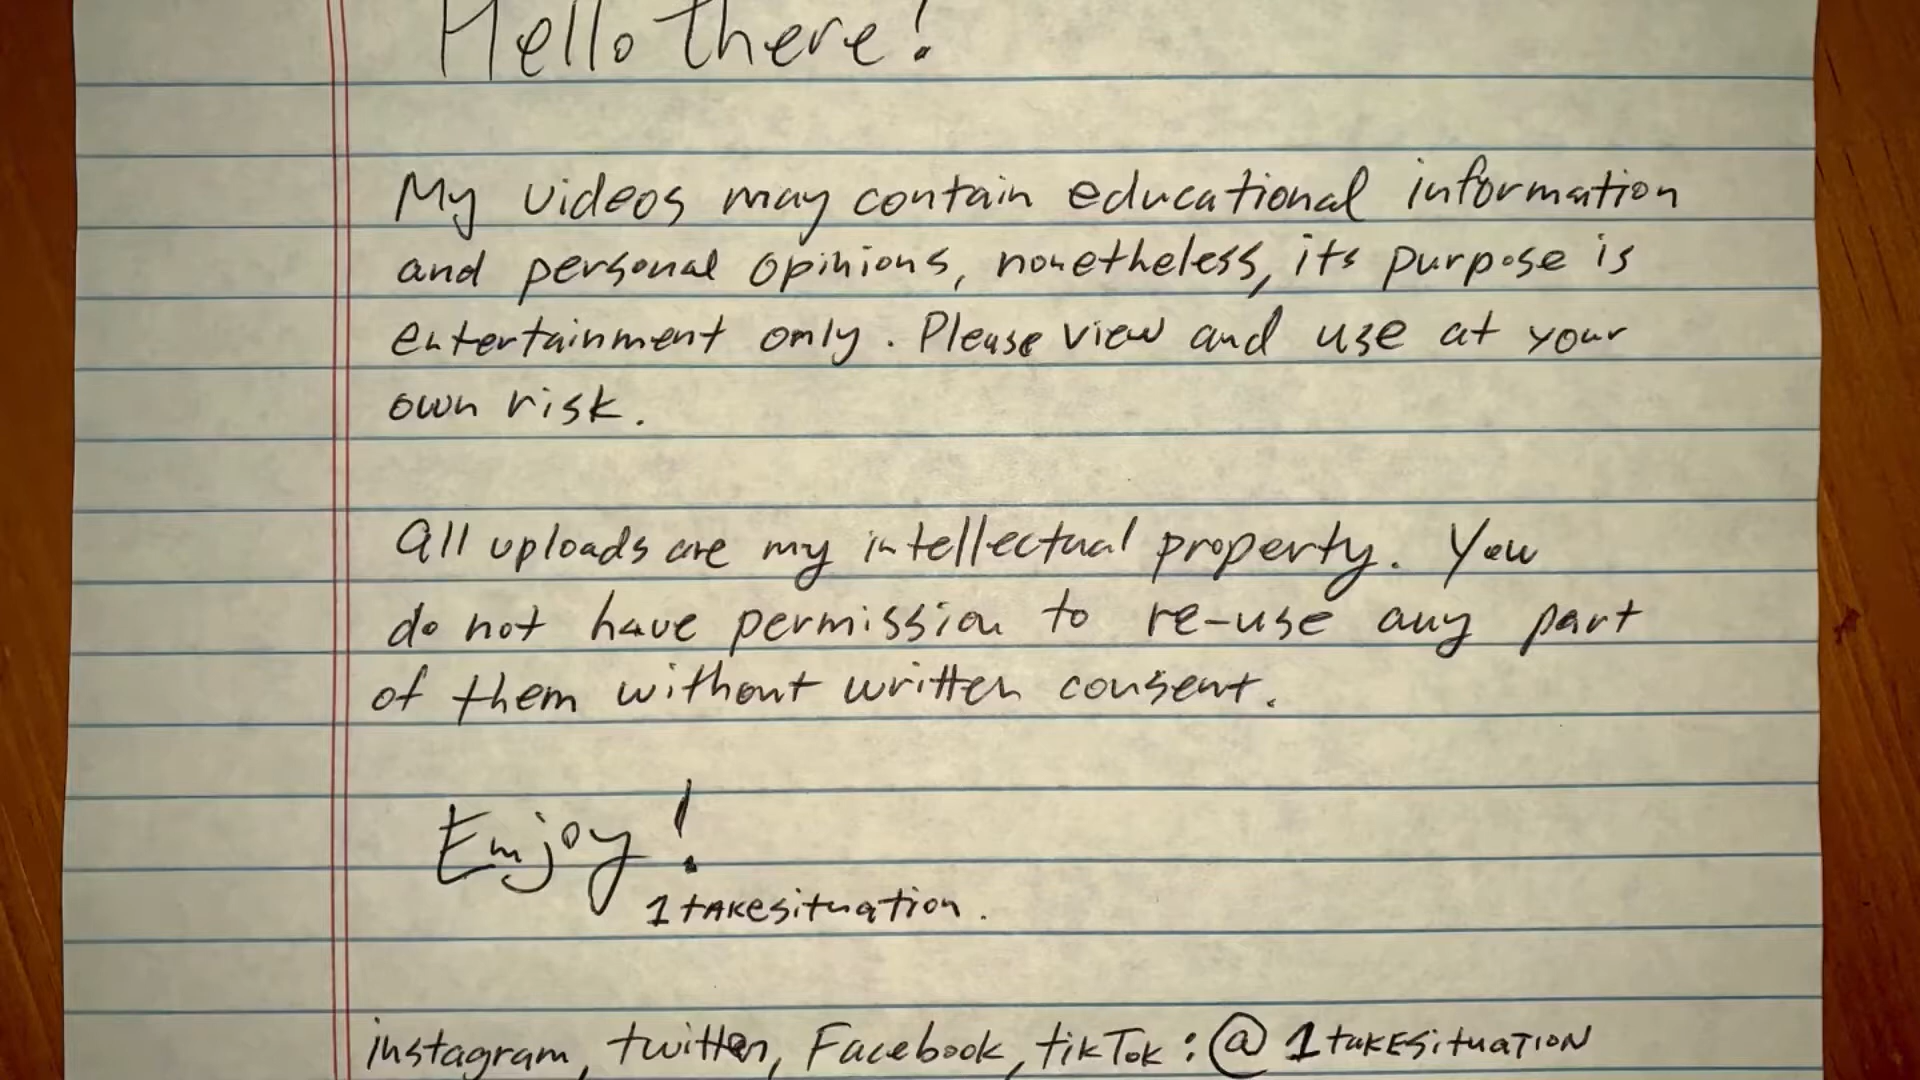 Hello there!
My videos may contain educational information
and personal opinions, nonetheless, its purpose is
entertainment only. Please view and use at your
own risk.
All uploads are my intellectual property. You
do not have permission to re-use any part
of them without written consent.
Enjoy!
1takesituation.
instagram, twitter, Facebook, tikTok: @1takesituation